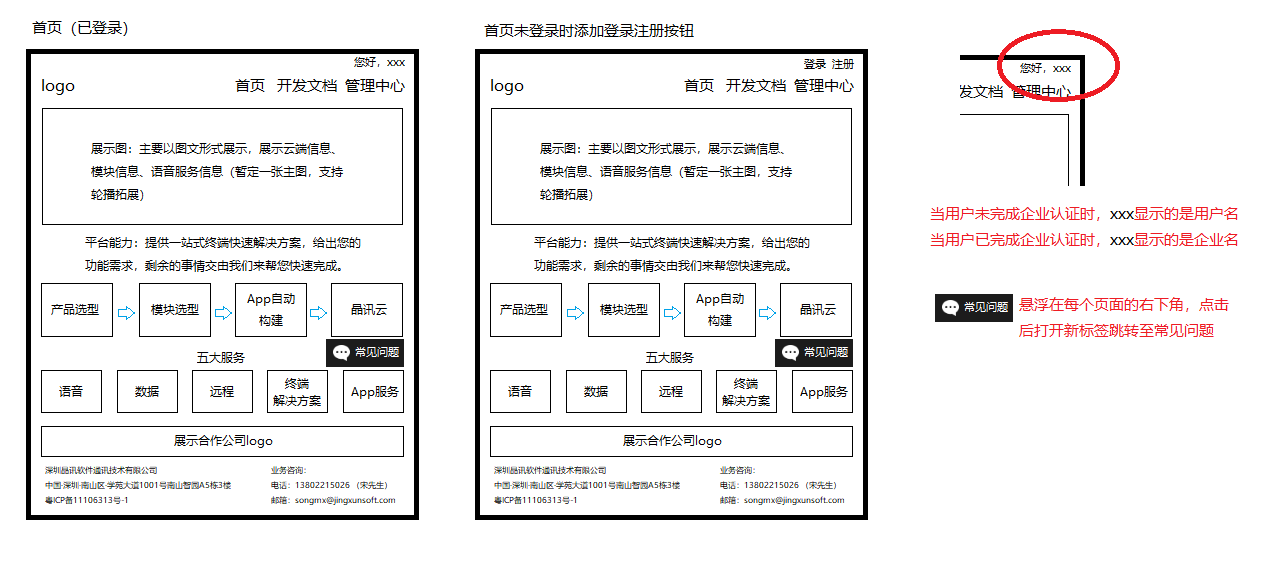 首页（已登录）
您好，xxx
logo
首页 开发文档 管理中心
展示图：主要以图文形式展示，展示云端信息、
模块信息、语音服务信息（暂定一张主图，支持
轮播拓展）
平台能力：提供一站式终端快速解决方案，给出您的
功能需求，剩余的事情交由我们来帮您快速完成。
产品选型
模块选型
App自动
构建
晶讯云
五大服务
常见问题
语音
数据
远程
终端
解决方案
App服务
展示合作公司logo
深圳晶讯软件通讯技术有限公司
中国·深圳·南山区·学苑大道1001号南山智园A5栋3楼
粤ICP备11106313号-1
业务咨询：
电话：13802215026 （宋先生）
邮箱：songmx@jingxunsoft.com
首页未登录时添加登录注册按钮
登录 注册
logo
首页 开发文档 管理中心
展示图：主要以图文形式展示，展示云端信息、
模块信息、语音服务信息（暂定一张主图，支持
轮播拓展）
平台能力：提供一站式终端快速解决方案，给出您的
功能需求，剩余的事情交由我们来帮您快速完成。
产品选型
模块选型
App自动
构建
晶讯云
五大服务
常见问题
语音
数据
远程
终端
解决方案
App服务
展示合作公司logo
深圳晶讯软件通讯技术有限公司
中国·深圳·南山区·学苑大道1001号南山智园A5栋3楼
粤ICP备11106313号-1
业务咨询：
电话：13802215026 （宋先生）
邮箱：songmx@jingxunsoft.com
您好，xxx
发文档 管理中心
当用户未完成企业认证时，xxx显示的是用户名
当用户已完成企业认证时，xxx显示的是企业名
常见问题
悬浮在每个页面的右下角，点击
后打开新标签跳转至常见问题